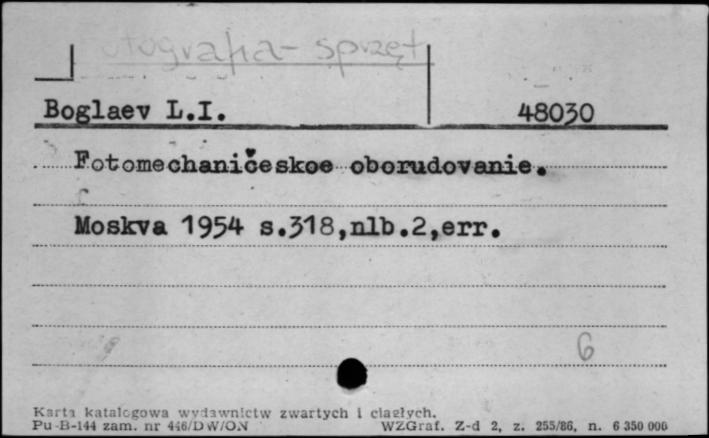 Fotografia - sprzęt
Boglaev L.I. 48030
Fotomechaničeskoe oborudovanie.
Moskva 1954 s.318,nlb.2,err.
6
Karta katalogowa wydawnictw zwartych i ciągłych.
Pu-B-144 zam. nr 446/DW/ON WZGraf. Z-d 2, z. 255/86, n. 6 350 000